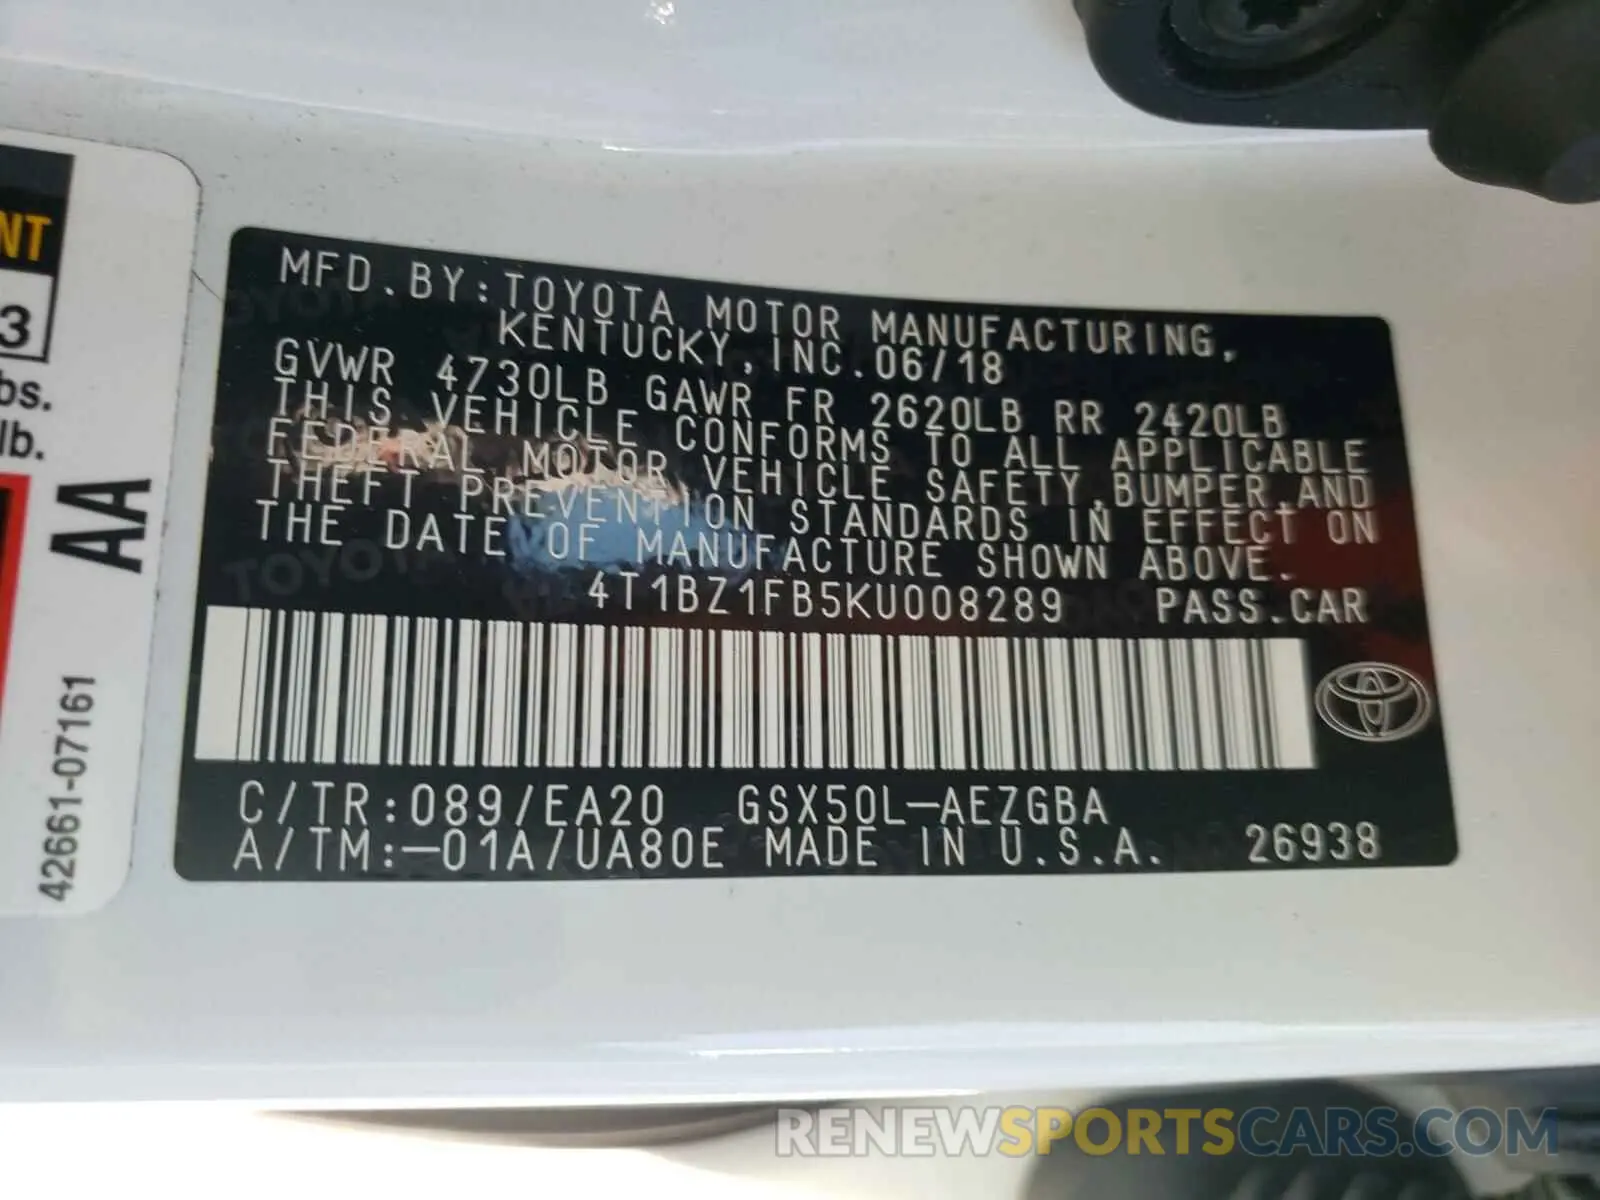 NT
3
bs.
lb.
AA
42661-07161
MFD.BY:TOYOTA MOTOR MANUFACTURING,
KENTUCKY,INC.06/18
GVWR 4730LB GAWR FR 2620LB RR 2420LB
THIS VEHICLE CONFORMS TO ALL APPLICABLE
FEDERAL MOTOR VEHICLE SAFETY,BUMPER,AND
THEFT PREVENTION STANDARDS IN EFFECT ON
THE DATE OF MANUFACTURE SHOWN ABOVE.
4T1BZ1FB5KU008289 PASS.CAR
C/TR:089/EA20 GSX50L-AEZGBA
A/TM:-01A/UA80E MADE IN U.S.A. 26938
RENEWSPORTSCARS.COM